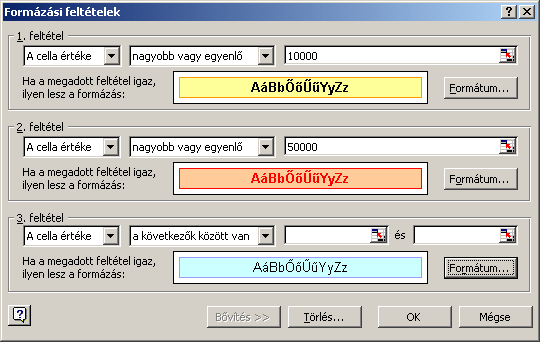 Formázási feltételek
1. feltétel
A cella értéke nagyobb vagy egyenlő 10000
Ha a megadott feltétel igaz,
ilyen lesz a formázás:
AáBbŐőŰűYyZz
Formátum...
2. feltétel
A cella értéke nagyobb vagy egyenlő 50000
Ha a megadott feltétel igaz,
ilyen lesz a formázás:
AáBbŐőŰűYyZz
Formátum...
3. feltétel
A cella értéke a következők között van és
Ha a megadott feltétel igaz,
ilyen lesz a formázás:
AáBbŐőŰűYyZz
Formátum...
? Bővítés >> Törlés... OK Mégse